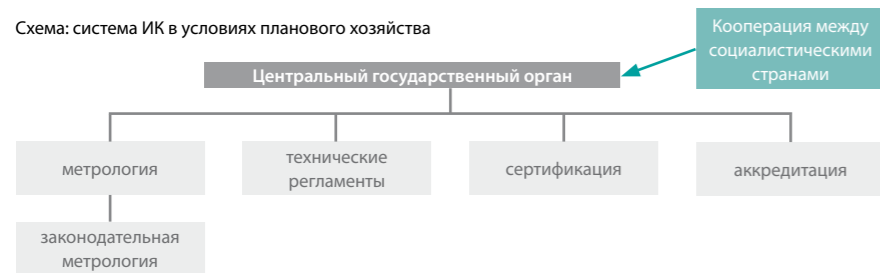 Схема: система ИК в условиях планового хозяйства
Кооперация между
социалистическими
странами
Центральный государственный орган
метрология
технические
регламенты
сертификация
аккредитация
законодательная
метрология